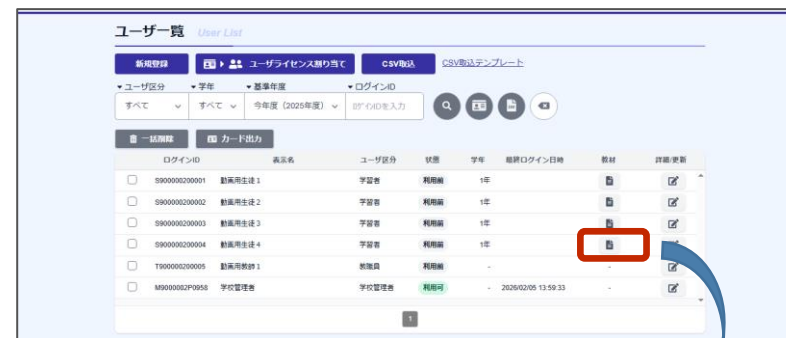 ユーザ一覧 User List
新規登録 ユーザライセンス割り当て CSV取込 CSV取込テンプレート
▼ユーザ区分 ▼学年 ▼基準年度 ▼ログインID
すべて すべて 今年度（2025年度） ﾛｸﾞｲﾝIDを入力
一括削除 カード出力
ログインID 表示名 ユーザ区分 状態 学年 最終ログイン日時 教材 詳細/更新
S900000200001 動画用生徒1 学習者 利用前 1年
S900000200002 動画用生徒2 学習者 利用前 1年
S900000200003 動画用生徒3 学習者 利用前 1年
S900000200004 動画用生徒4 学習者 利用前 1年
T900000200005 動画用教師1 教職員 利用前 - -
M9000002P0958 学校管理者 学校管理者 利用可 - 2026/02/05 13:59:33 -
1